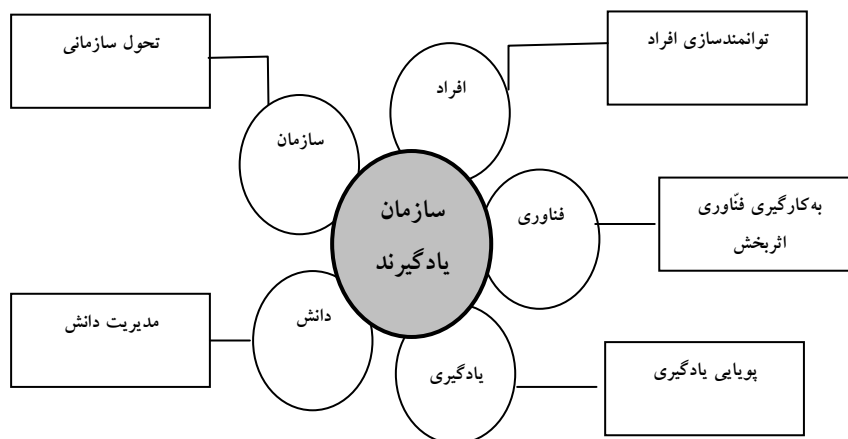 تحول سازمانی
توانمندسازی افراد
افراد
سازمان
سازمان
یادگیرند
فناوری
به‌کارگیری فنّاوری
اثربخش
دانش
مدیریت دانش
یادگیری
پویایی یادگیری